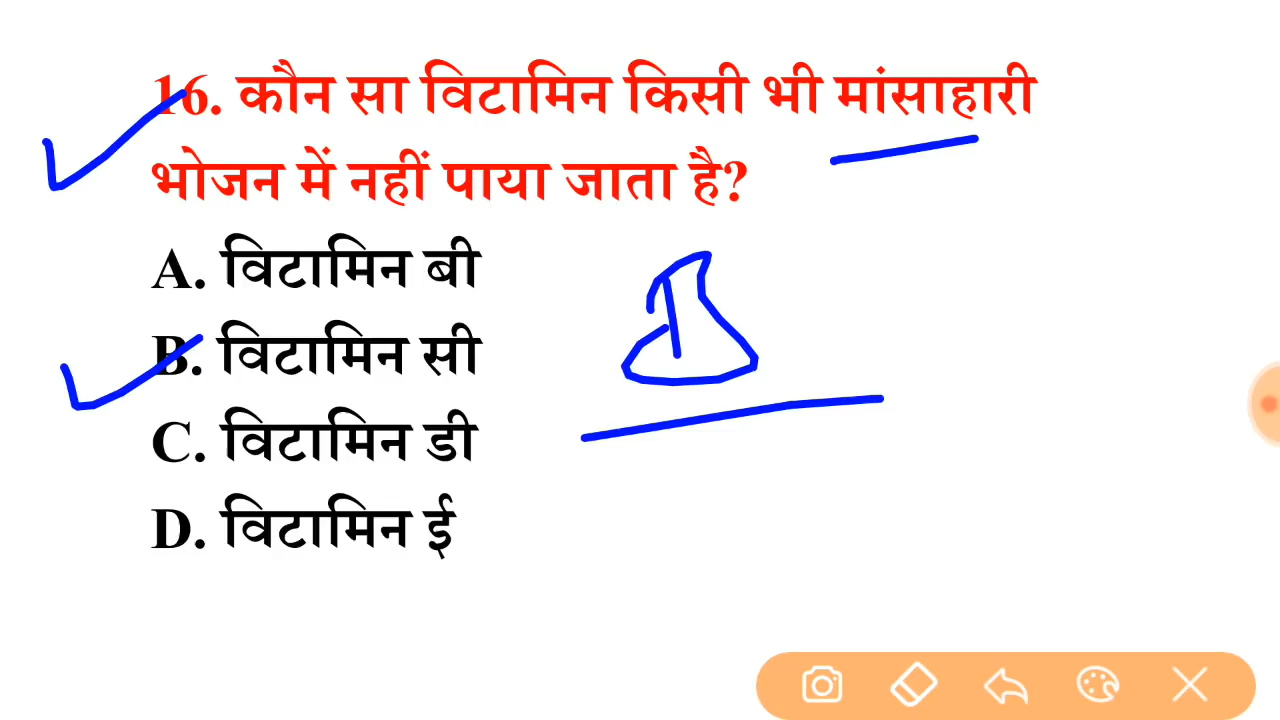 16. कौन सा विटामिन किसी भी मांसाहारी
भोजन में नहीं पाया जाता है?
A. विटामिन बी
B. विटामिन सी
C. विटामिन डी
D. विटामिन ई